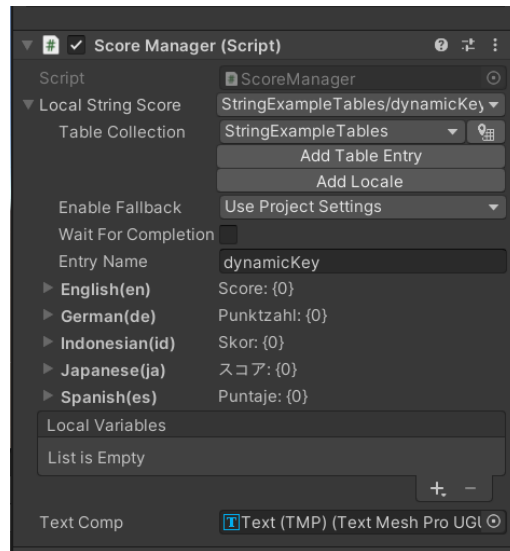 Score Manager (Script)
Script ScoreManager
Local String Score StringExampleTables/dynamicKey
Table Collection StringExampleTables
Add Table Entry
Add Locale
Enable Fallback Use Project Settings
Wait For Completion
Entry Name dynamicKey
English(en) Score: {0}
German(de) Punktzahl: {0}
Indonesian(id) Skor: {0}
Japanese(ja) スコア: {0}
Spanish(es) Puntaje: {0}
Local Variables
List is Empty
Text Comp Text (TMP) (Text Mesh Pro UGU